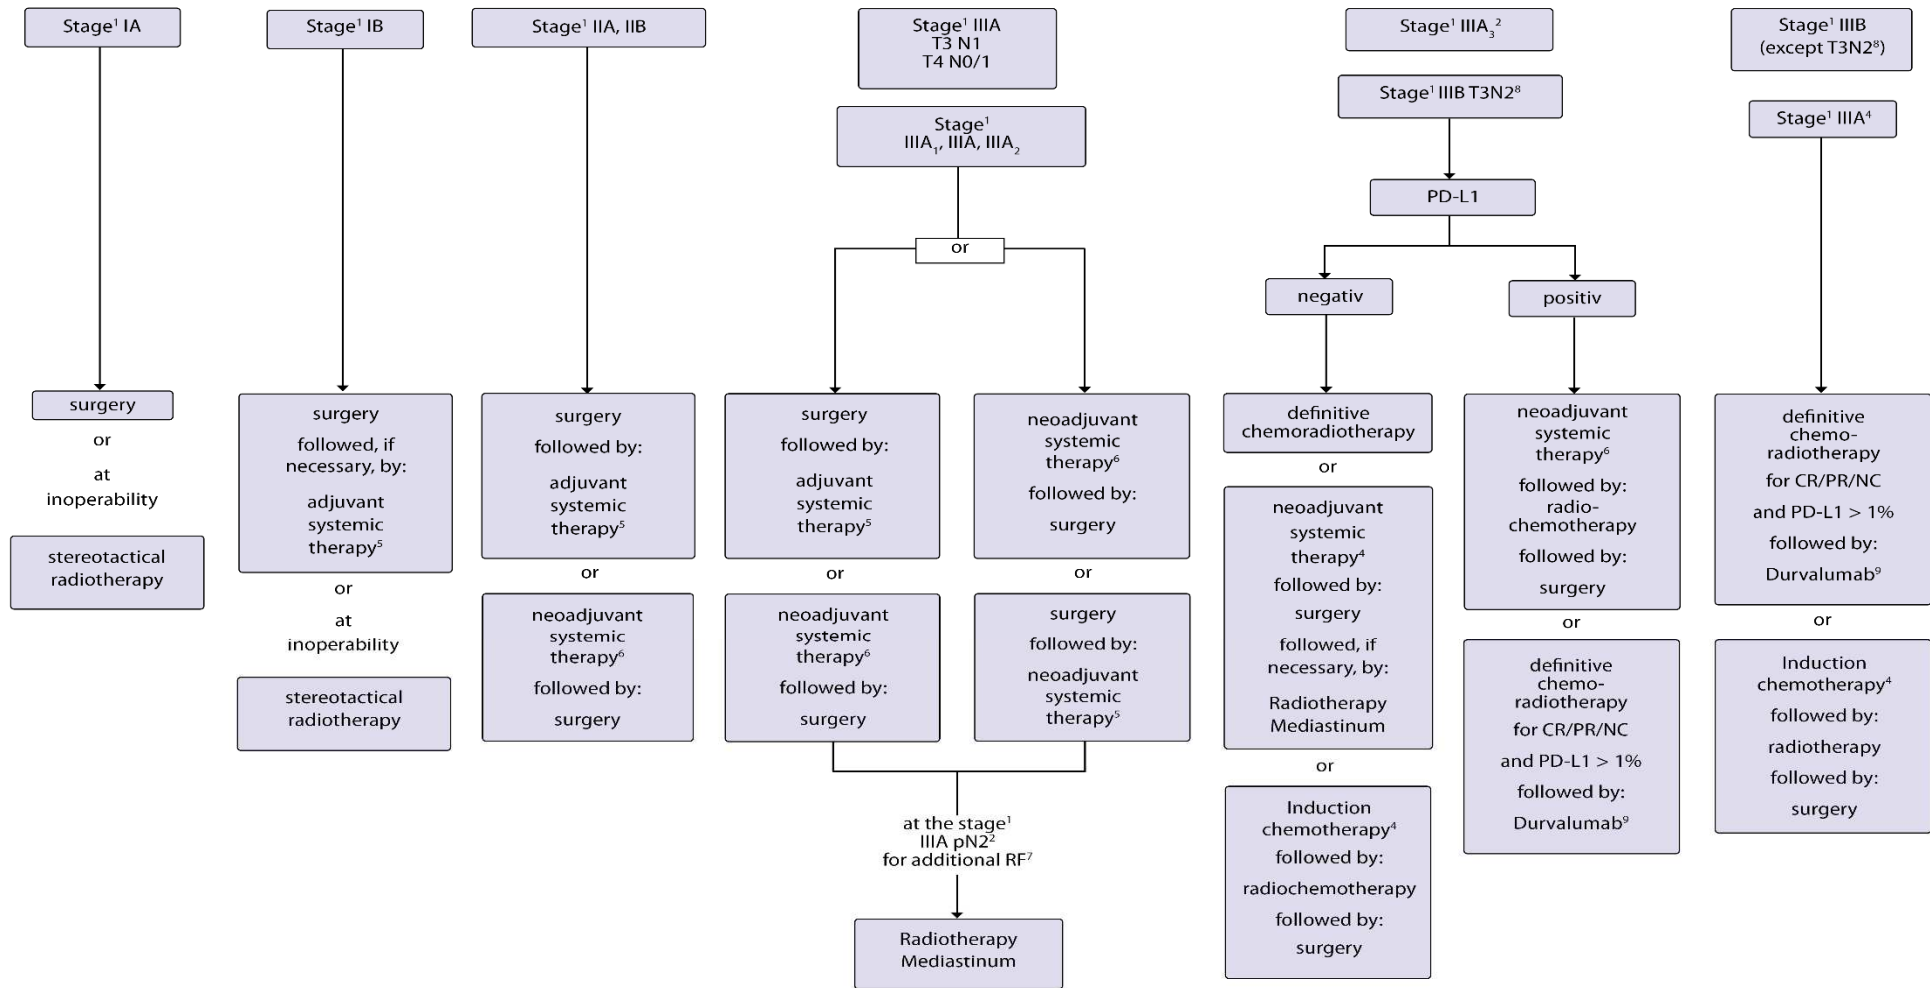 Stage¹ IA
surgery
or
at
inoperability
stereotactical
radiotherapy
Stage¹ IB
surgery
followed, if
necessary, by:
adjuvant
systemic
therapy⁵
or
at
inoperability
stereotactical
radiotherapy
Stage¹ IIA, IIB
surgery
followed by:
adjuvant
systemic
therapy⁵
or
neoadjuvant
systemic
therapy⁶
followed by:
surgery
Stage¹ IIIA
T3 N1
T4 N0/1
Stage¹
IIIA₁, IIIA, IIIA₂
or
surgery
followed by:
adjuvant
systemic
therapy⁵
or
neoadjuvant
systemic
therapy⁶
followed by:
surgery
neoadjuvant
systemic
therapy⁶
followed by:
surgery
or
surgery
followed by:
neoadjuvant
systemic
therapy⁵
at the stage¹
IIIA pN2²
for additional RF⁷
Radiotherapy
Mediastinum
Stage¹ IIIA₃²
Stage¹ IIIB T3N2⁸
PD-L1
negativ
definitive
chemoradiotherapy
or
neoadjuvant
systemic
therapy⁴
followed by:
surgery
followed, if
necessary, by:
Radiotherapy
Mediastinum
or
Induction
chemotherapy⁴
followed by:
radiochemotherapy
followed by:
surgery
positiv
neoadjuvant
systemic
therapy⁶
followed by:
radio-
chemotherapy
followed by:
surgery
or
definitive
chemo-
radiotherapy
for CR/PR/NC
and PD-L1 > 1%
followed by:
Durvalumab⁹
Stage¹ IIIB
(except T3N2⁸)
Stage¹ IIIA⁴
definitive
chemo-
radiotherapy
for CR/PR/NC
and PD-L1 > 1%
followed by:
Durvalumab⁹
or
Induction
chemotherapy⁴
followed by:
radiotherapy
followed by:
surgery